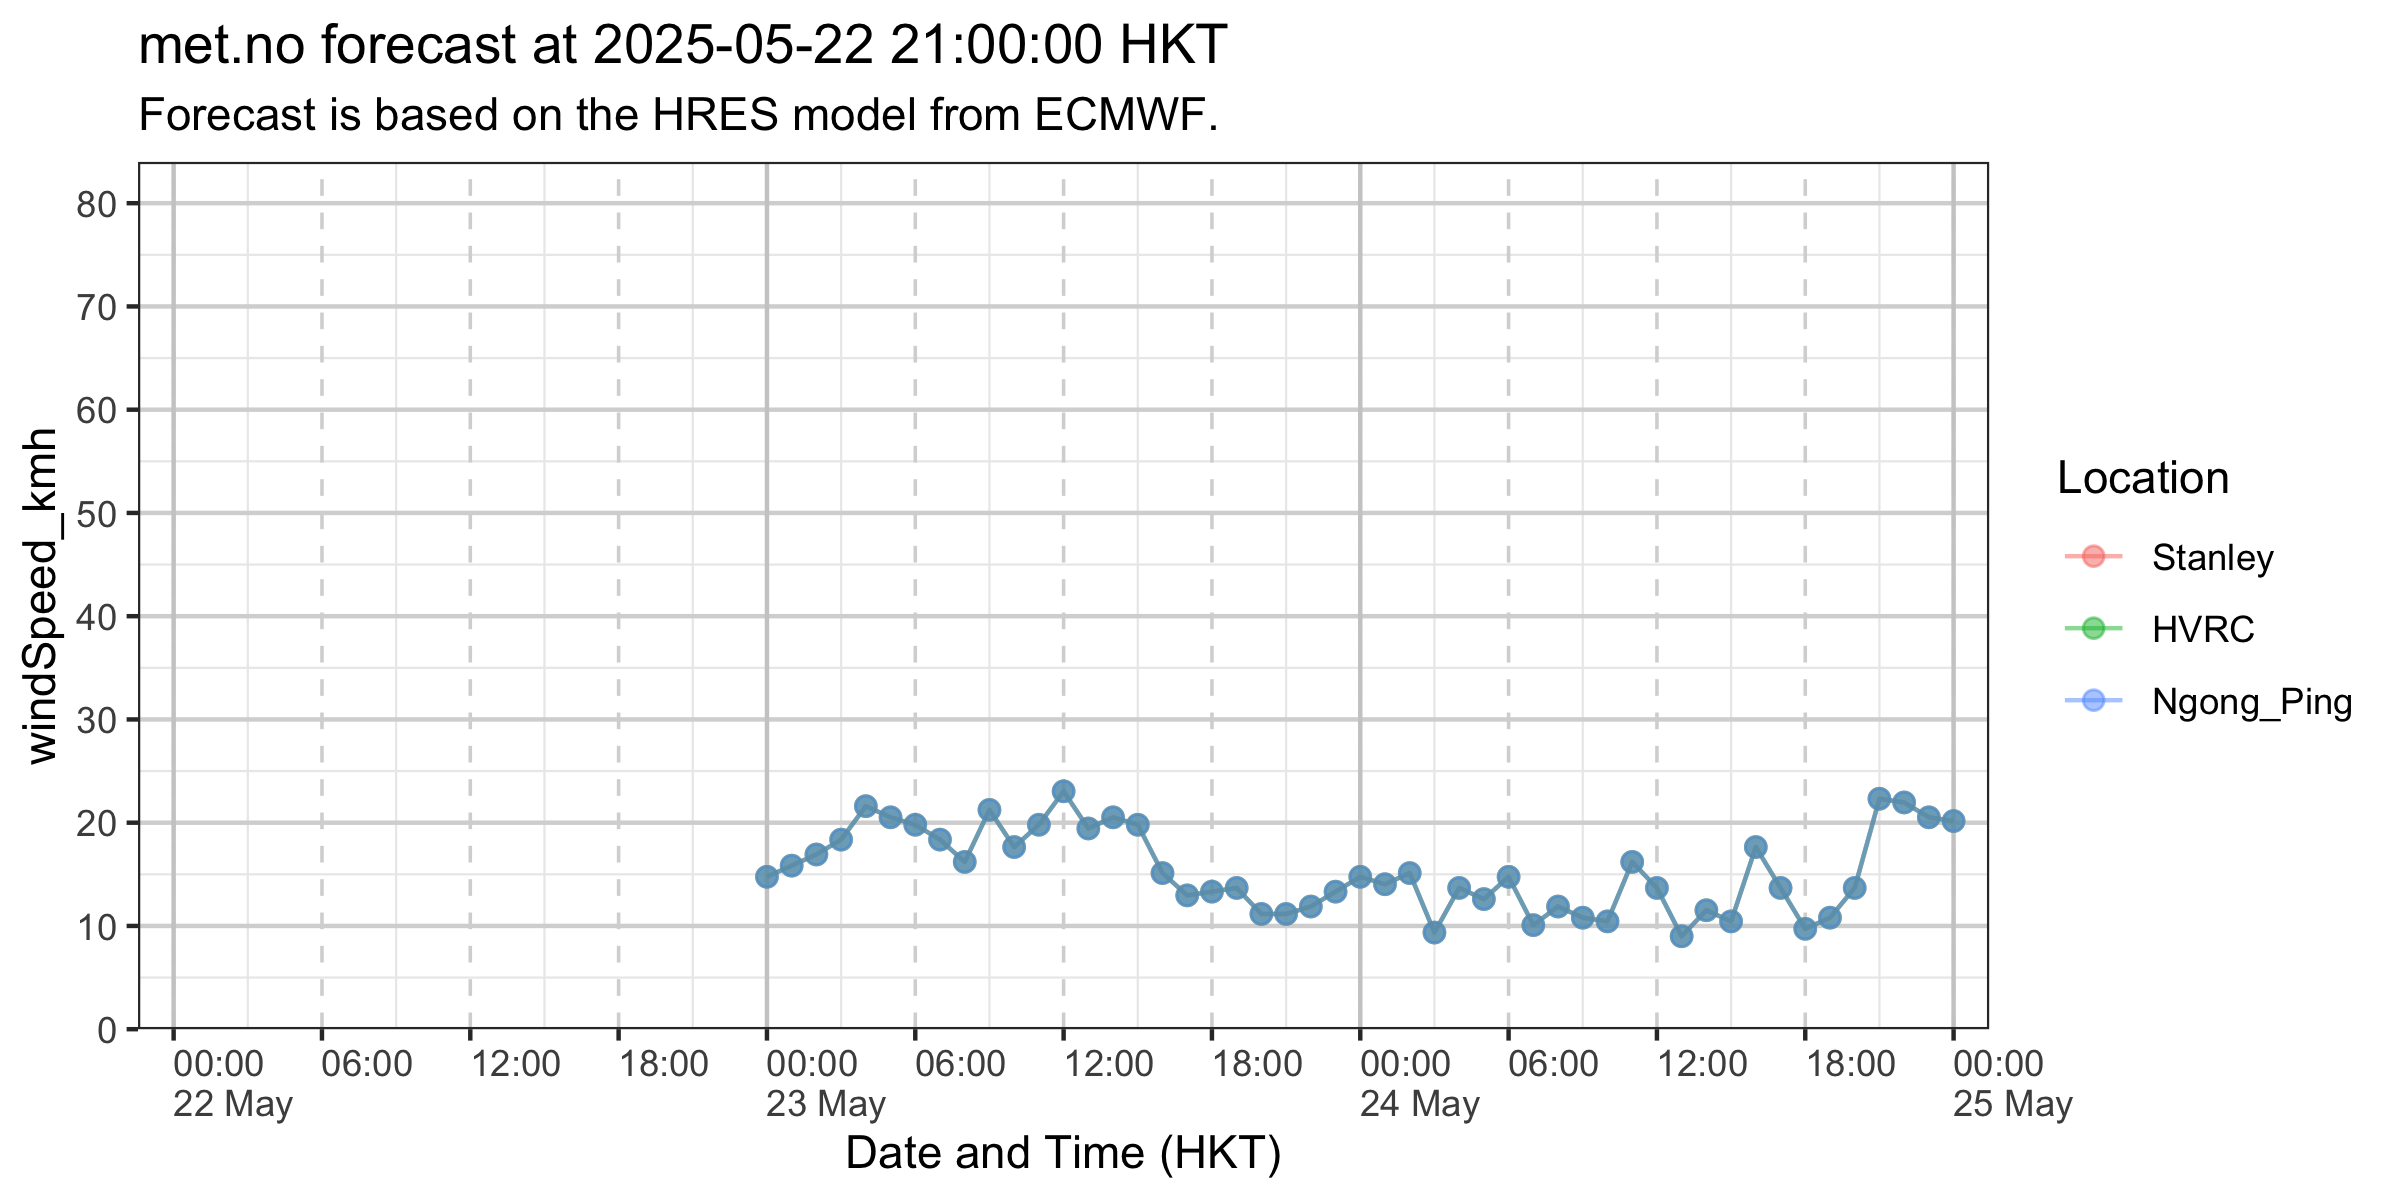 met.no forecast at 2025-05-22 21:00:00 HKT
Forecast is based on the HRES model from ECMWF.
windSpeed_kmh
80
70
60
50
40
30
20
10
0
00:00 06:00 12:00 18:00 00:00 06:00 12:00 18:00 00:00 06:00 12:00 18:00 00:00
22 May 23 May 24 May 25 May
Date and Time (HKT)
Location
Stanley
HVRC
Ngong_Ping